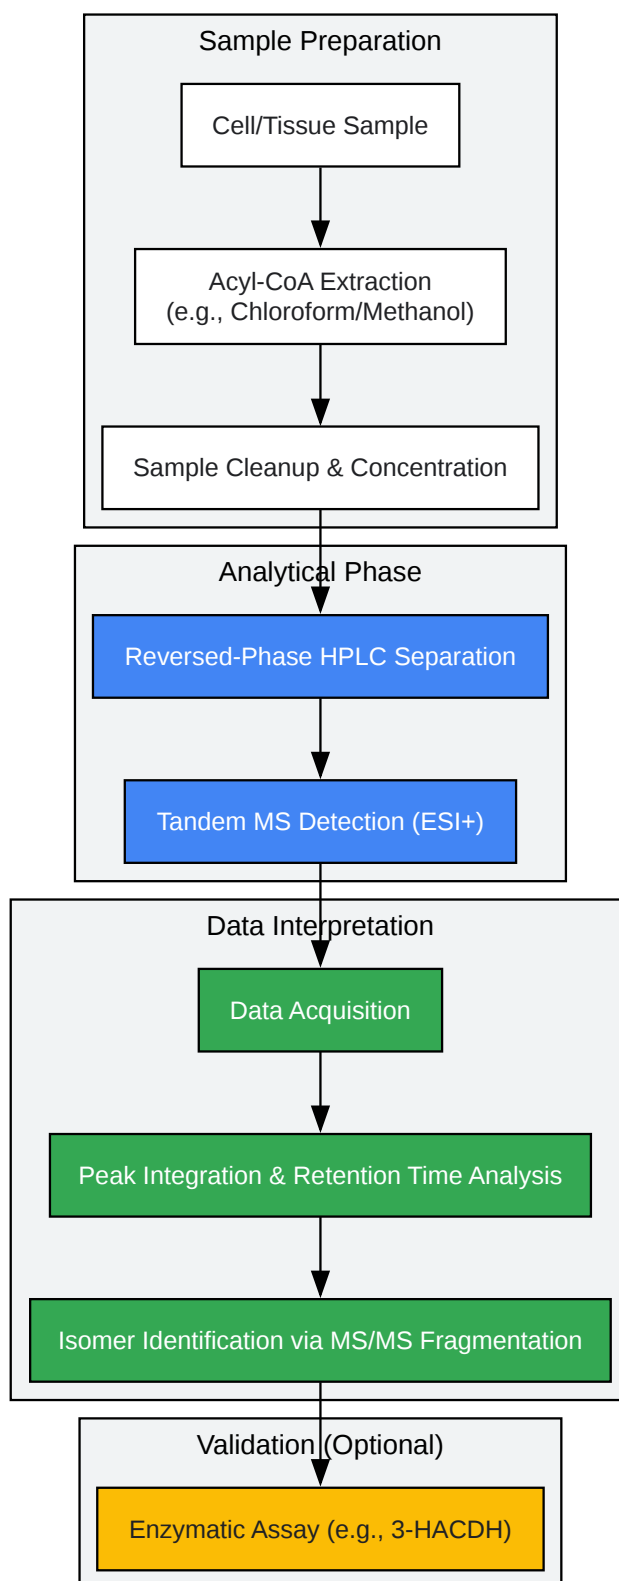 Sample Preparation
Cell/Tissue Sample
Acyl-CoA Extraction
(e.g., Chloroform/Methanol)
Sample Cleanup & Concentration
Analytical Phase
Reversed-Phase HPLC Separation
Tandem MS Detection (ESI+)
Data Interpretation
Data Acquisition
Peak Integration & Retention Time Analysis
Isomer Identification via MS/MS Fragmentation
Validation (Optional)
Enzymatic Assay (e.g., 3-HACDH)